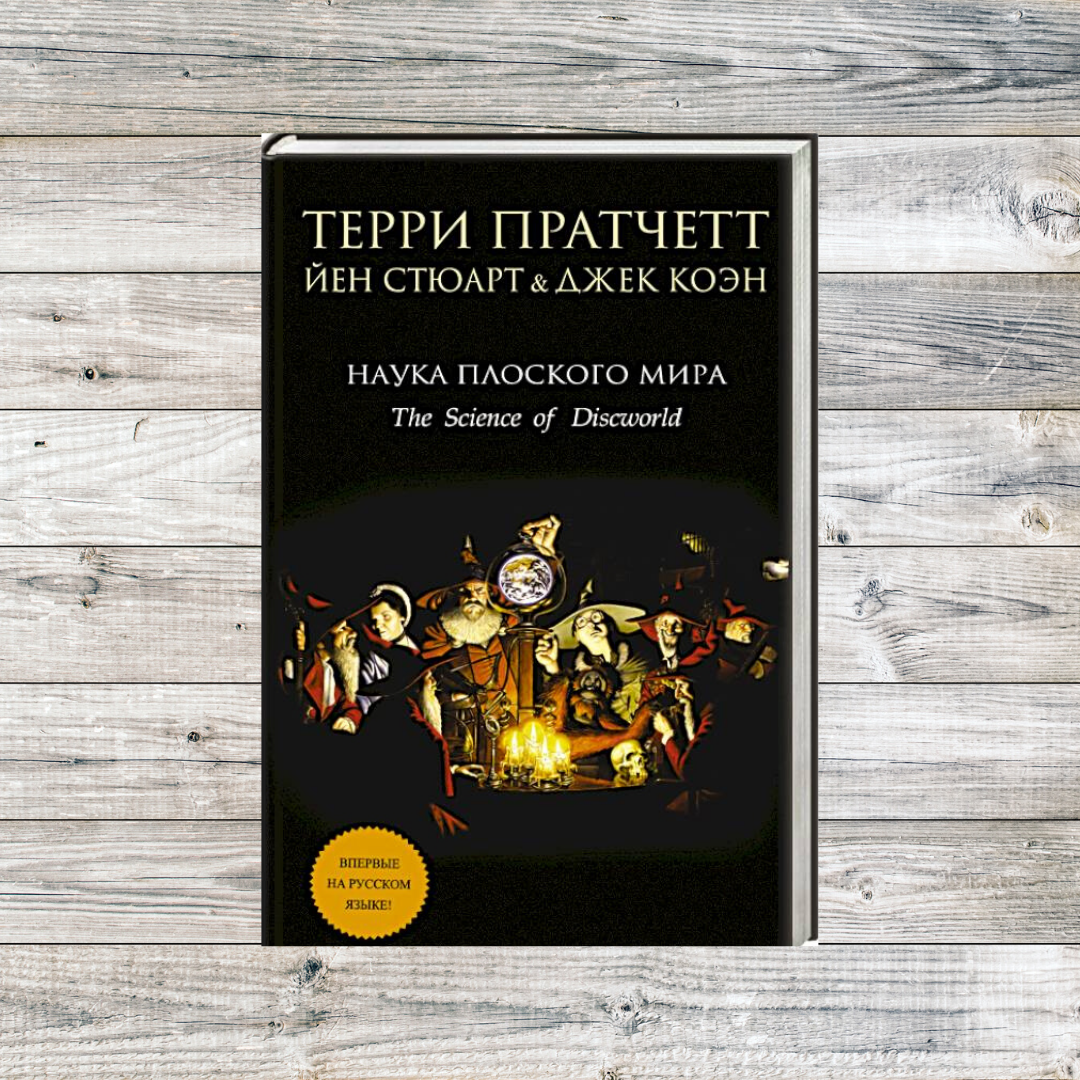 ТЕРРИ ПРАТЧЕТТ
ЙЕН СТЮАРТ & ДЖЕК КОЭН
НАУКА ПЛОСКОГО МИРА
The Science of Discworld
ВПЕРВЫЕ
НА РУССКОМ
ЯЗЫКЕ!